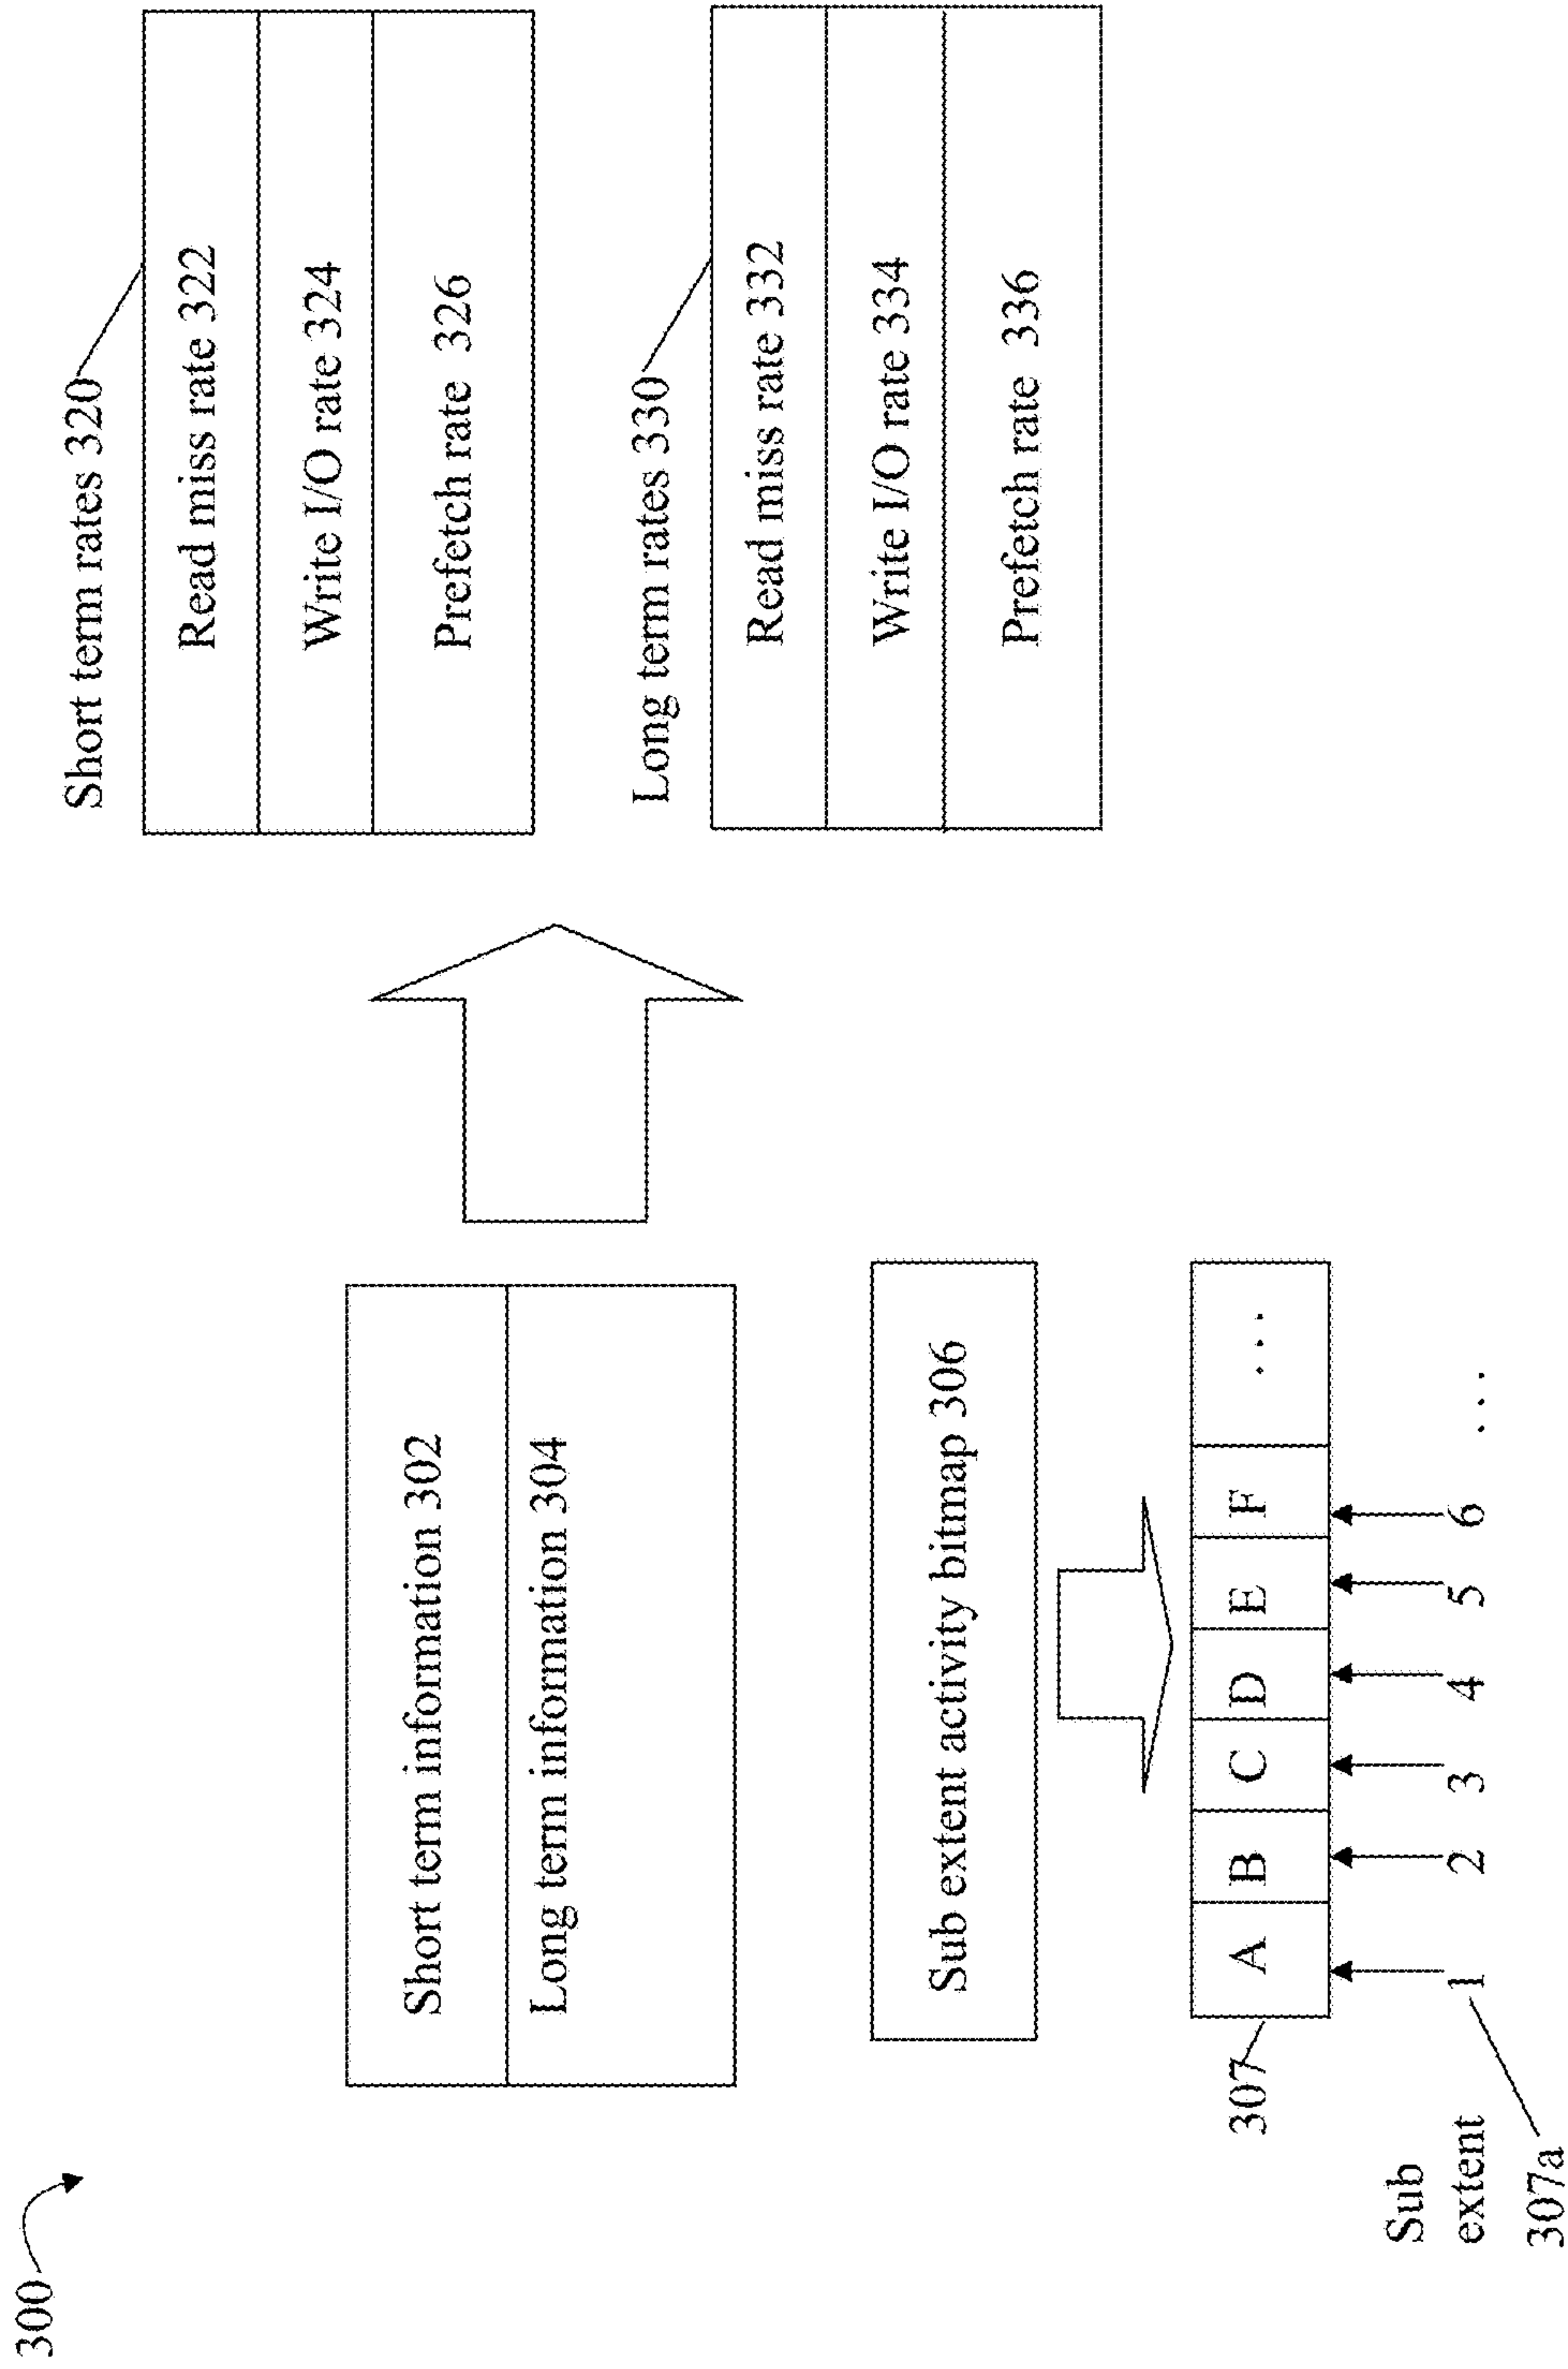 300
Short term information 302
Long term information 304
Short term rates 320
Read miss rate 322
Write I/O rate 324
Prefetch rate 326
Long term rates 330
Read miss rate 332
Write I/O rate 334
Prefetch rate 336
Sub extent activity bitmap 306
307
A B C D E F ...
Sub
extent
1 2 3 4 5 6 ...
307a